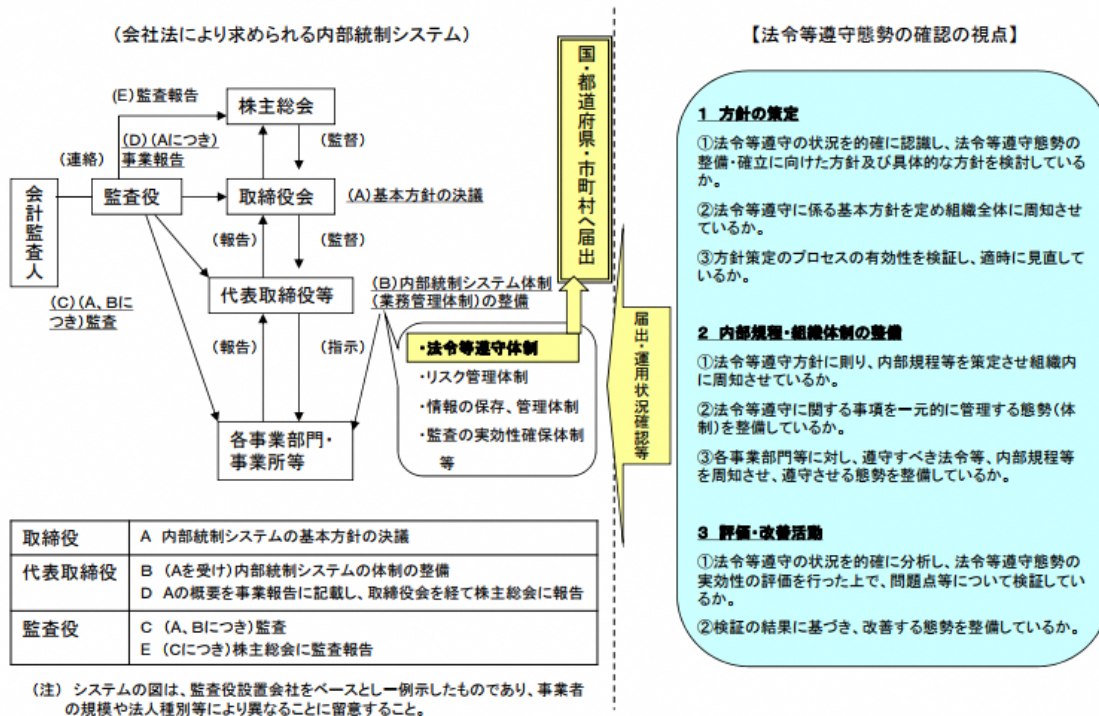 (会社法により求められる内部統制システム)
(E)監査報告
株主総会
(D)(Aにつき)
事業報告
(監督)
(連絡)
会計監査人
監査役
取締役会
(A)基本方針の決議
(報告)
(監督)
代表取締役等
(B)内部統制システム体制
(業務管理体制)の整備
(C)(A、Bに
つき)監査
(報告)
(指示)
・法令等遵守体制
・リスク管理体制
・情報の保存、管理体制
・監査の実効性確保体制
等
各事業部門・
事業所等
国・都道府県・市町村へ届出
届出・運用状況確認等
取締役
A 内部統制システムの基本方針の決議
代表取締役
B (Aを受け)内部統制システムの体制の整備
D Aの概要を事業報告に記載し、取締役会を経て株主総会に報告
監査役
C (A、Bにつき)監査
E (Cにつき)株主総会に監査報告
(注) システムの図は、監査役設置会社をベースとし一例示したものであり、事業者
の規模や法人種別等により異なることに留意すること。
【法令等遵守態勢の確認の視点】
1 方針の策定
①法令等遵守の状況を的確に認識し、法令等遵守態勢の
整備・確立に向けた方針及び具体的な方針を検討している
か。
②法令等遵守に係る基本方針を定め組織全体に周知させ
ているか。
③方針策定のプロセスの有効性を検証し、適時に見直して
いるか。
2 内部規程・組織体制の整備
①法令等遵守方針に則り、内部規程等を策定させ組織内
に周知させているか。
②法令等遵守に関する事項を一元的に管理する態勢(体
制)を整備しているか。
③各事業部門等に対し、遵守すべき法令等、内部規程等
を周知させ、遵守させる態勢を整備しているか。
3 評価・改善活動
①法令等遵守の状況を的確に分析し、法令等遵守態勢の
実効性の評価を行った上で、問題点等について検証してい
るか。
②検証の結果に基づき、改善する態勢を整備しているか。